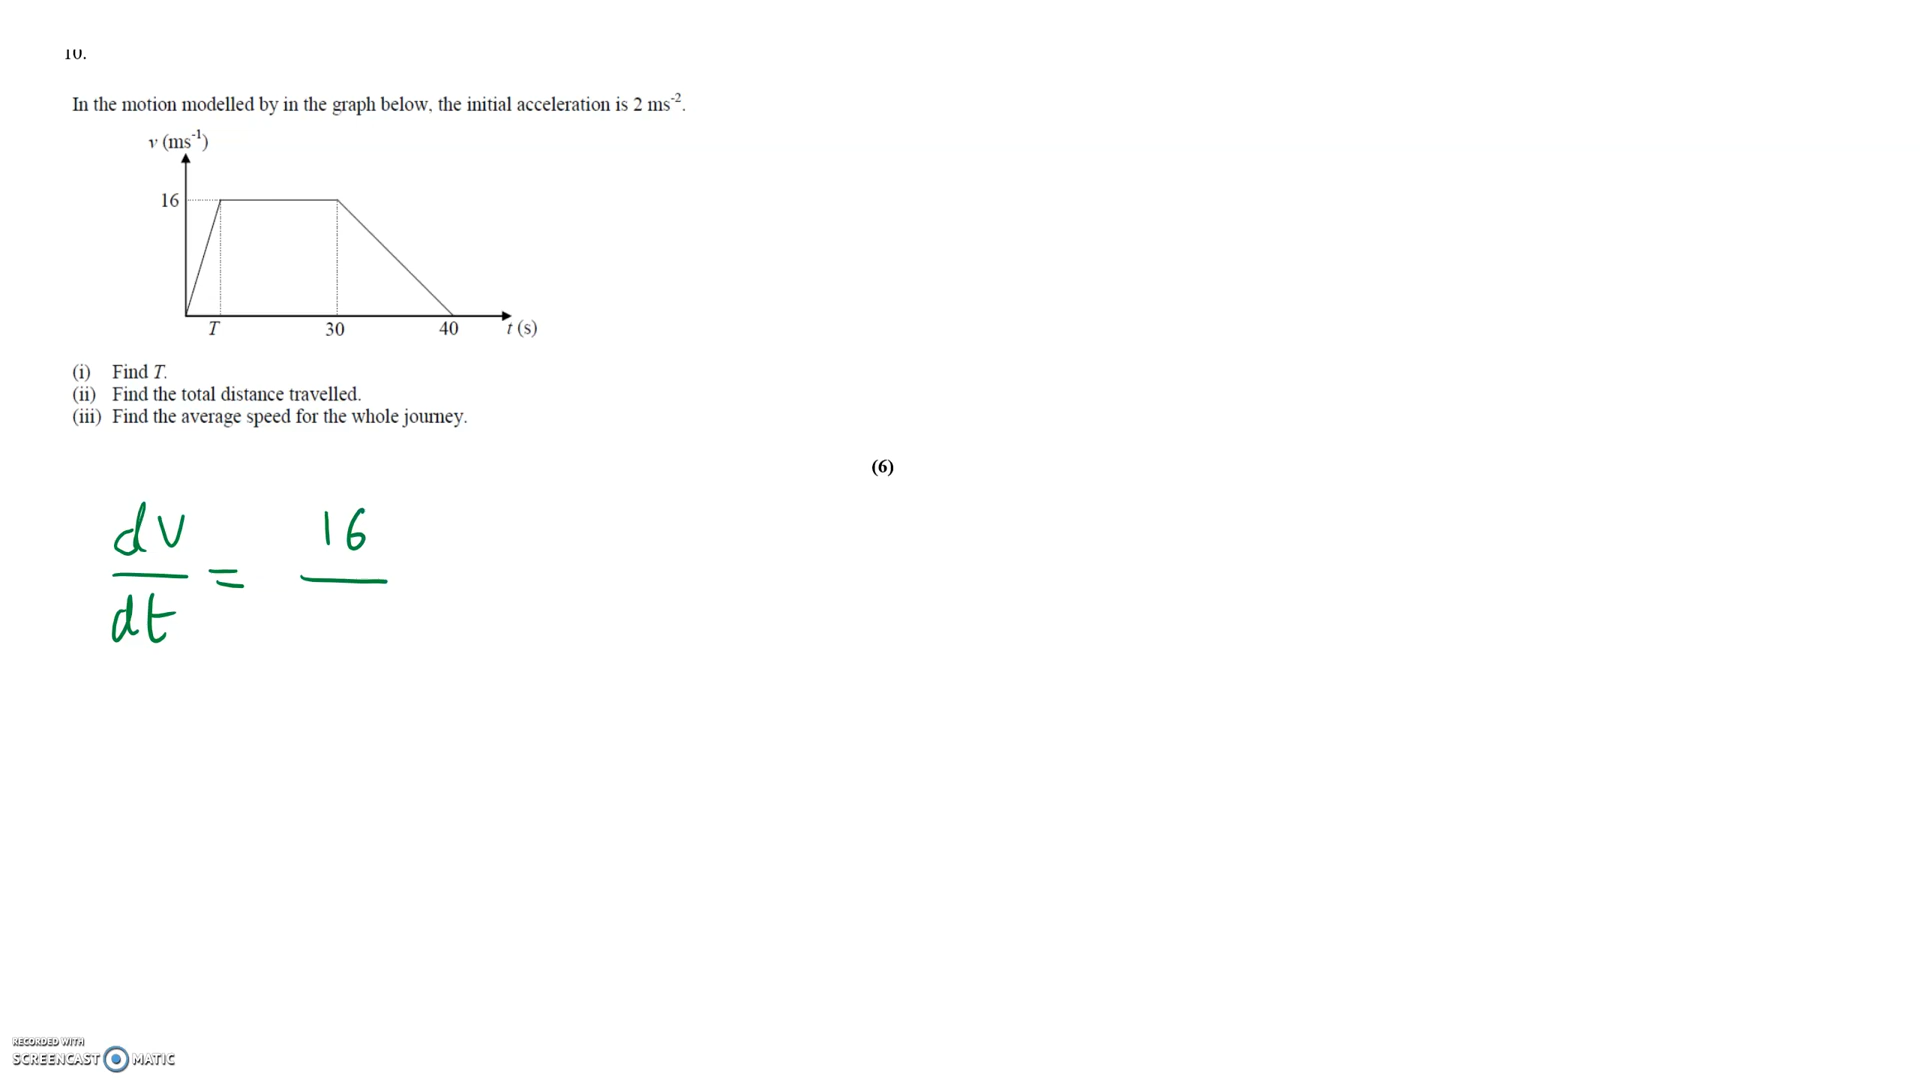 10.
In the motion modelled by in the graph below, the initial acceleration is 2 ms⁻².
v (ms⁻¹)
16
T 30 40 t (s)
(i) Find T.
(ii) Find the total distance travelled.
(iii) Find the average speed for the whole journey.
(6)
dv 16
=
dt
RECORDED WITH
SCREENCAST MATIC